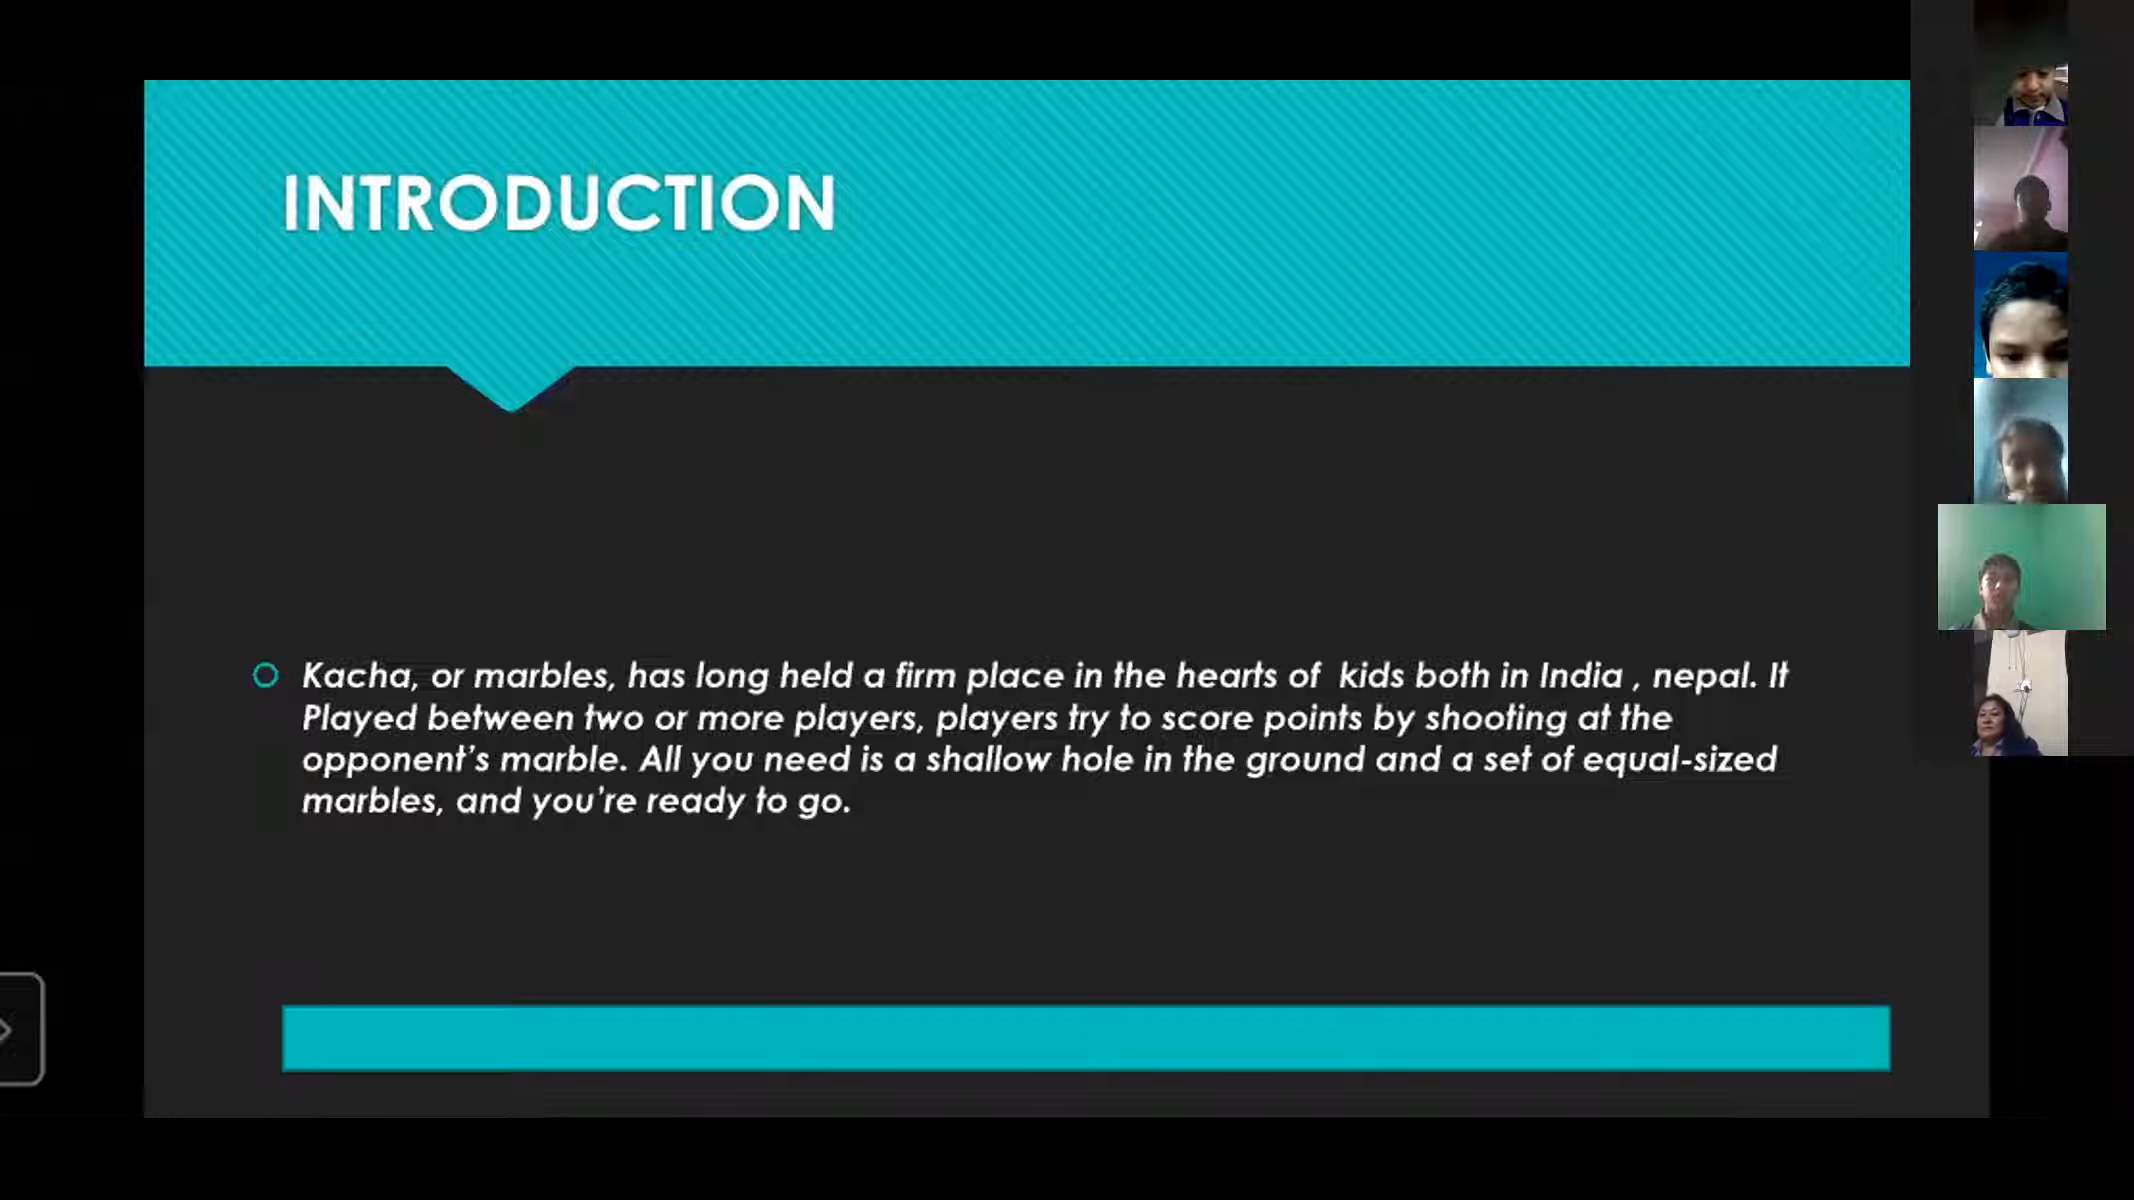 INTRODUCTION
Kacha, or marbles, has long held a firm place in the hearts of kids both in India , nepal. It
Played between two or more players, players try to score points by shooting at the
opponent's marble. All you need is a shallow hole in the ground and a set of equal-sized
marbles, and you're ready to go.